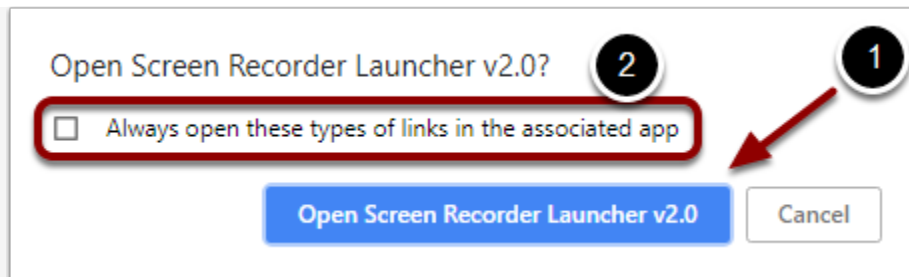 Open Screen Recorder Launcher v2.0?
2
1
Always open these types of links in the associated app
Open Screen Recorder Launcher v2.0
Cancel